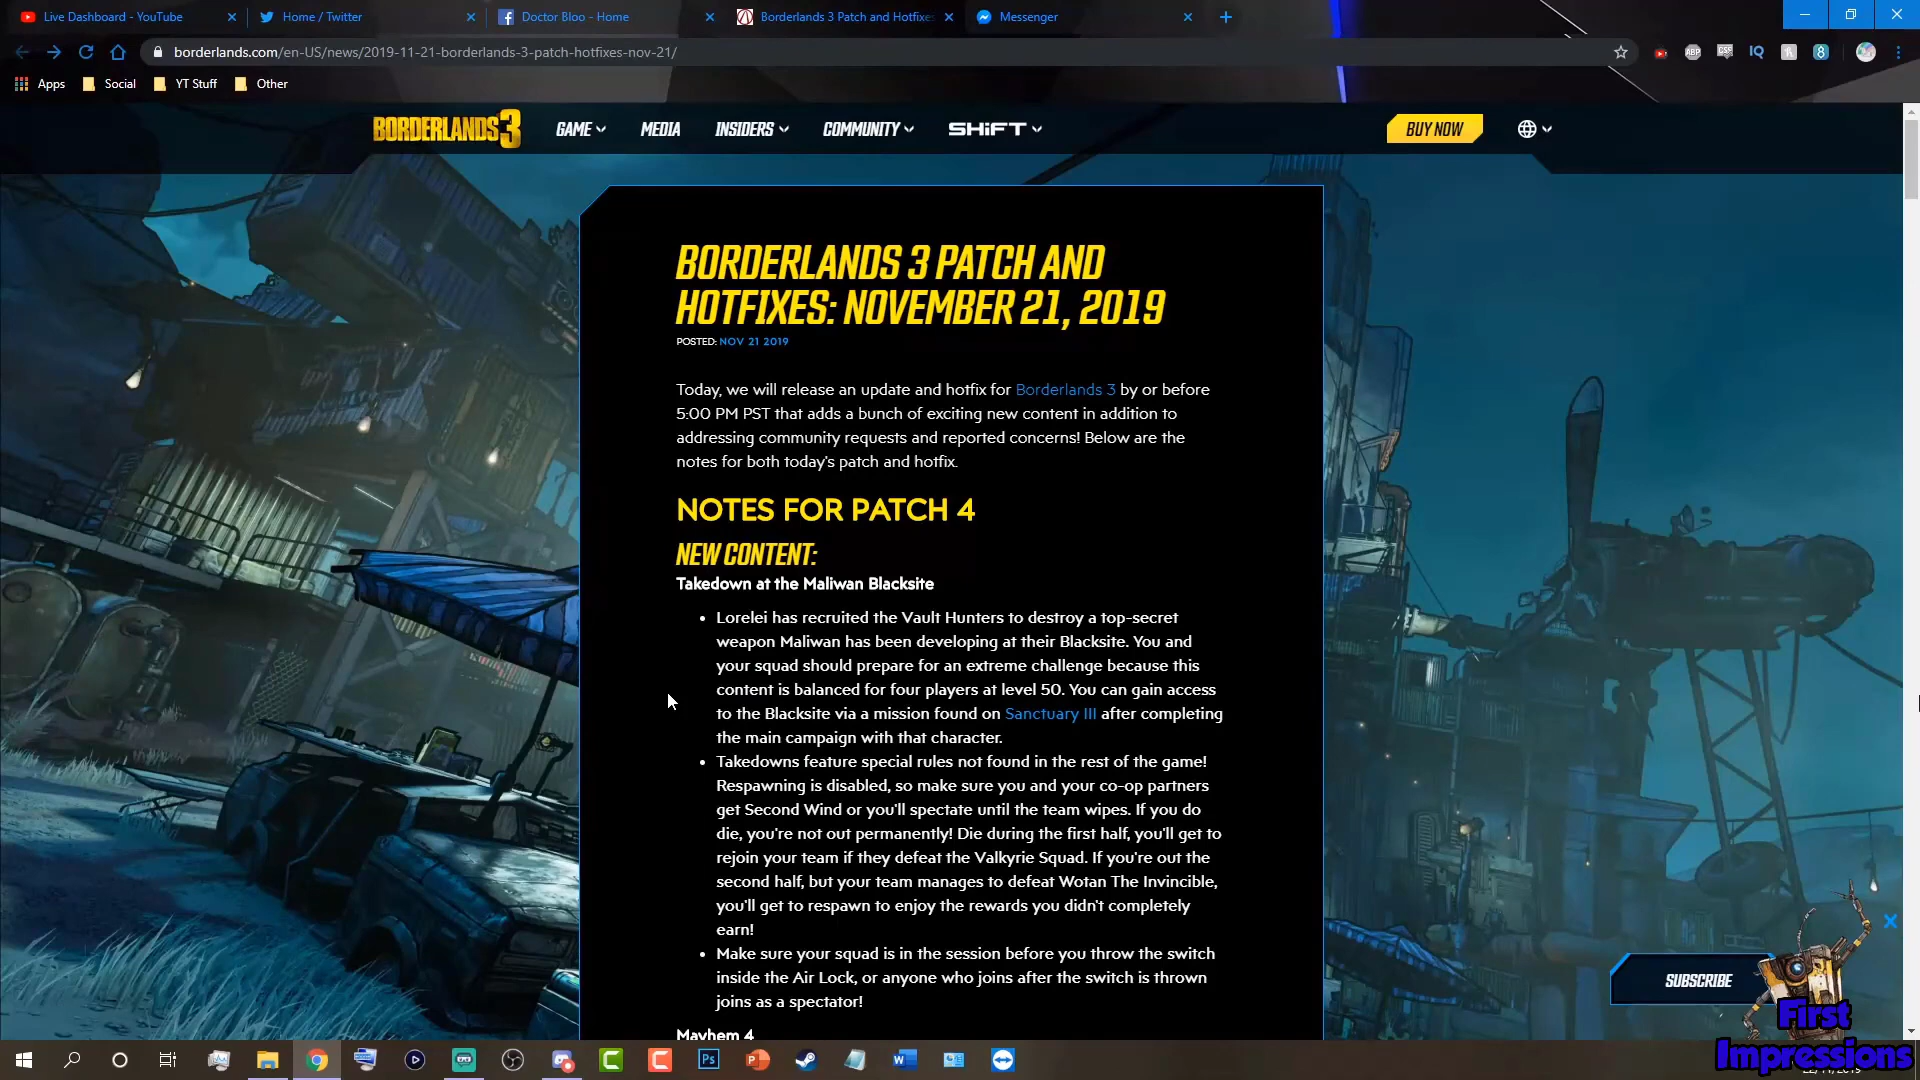 Live Dashboard - YouTube
Home / Twitter
Doctor Bloo - Home
Borderlands 3 Patch and Hotfixes
Messenger
borderlands.com/en-US/news/2019-11-21-borderlands-3-patch-hotfixes-nov-21/
ABP
IQ
8
Apps
Social
YT Stuff
Other
BORDERLANDS 3
GAME
MEDIA
INSIDERS
COMMUNITY
SHiFT
BUY NOW
BORDERLANDS 3 PATCH AND
HOTFIXES: NOVEMBER 21, 2019
POSTED: NOV 21 2019
Today, we will release an update and hotfix for Borderlands 3 by or before
5:00 PM PST that adds a bunch of exciting new content in addition to
addressing community requests and reported concerns! Below are the
notes for both today's patch and hotfix.
NOTES FOR PATCH 4
NEW CONTENT:
Takedown at the Maliwan Blacksite
• Lorelei has recruited the Vault Hunters to destroy a top-secret
weapon Maliwan has been developing at their Blacksite. You and
your squad should prepare for an extreme challenge because this
content is balanced for four players at level 50. You can gain access
to the Blacksite via a mission found on Sanctuary III after completing
the main campaign with that character.
• Takedowns feature special rules not found in the rest of the game!
Respawning is disabled, so make sure you and your co-op partners
get Second Wind or you'll spectate until the team wipes. If you do
die, you're not out permanently! Die during the first half, you'll get to
rejoin your team if they defeat the Valkyrie Squad. If you're out the
second half, but your team manages to defeat Wotan The Invincible,
you'll get to respawn to enjoy the rewards you didn't completely
earn!
• Make sure your squad is in the session before you throw the switch
inside the Air Lock, or anyone who joins after the switch is thrown
joins as a spectator!
Mayhem 4
SUBSCRIBE
First
Impressions
Ps